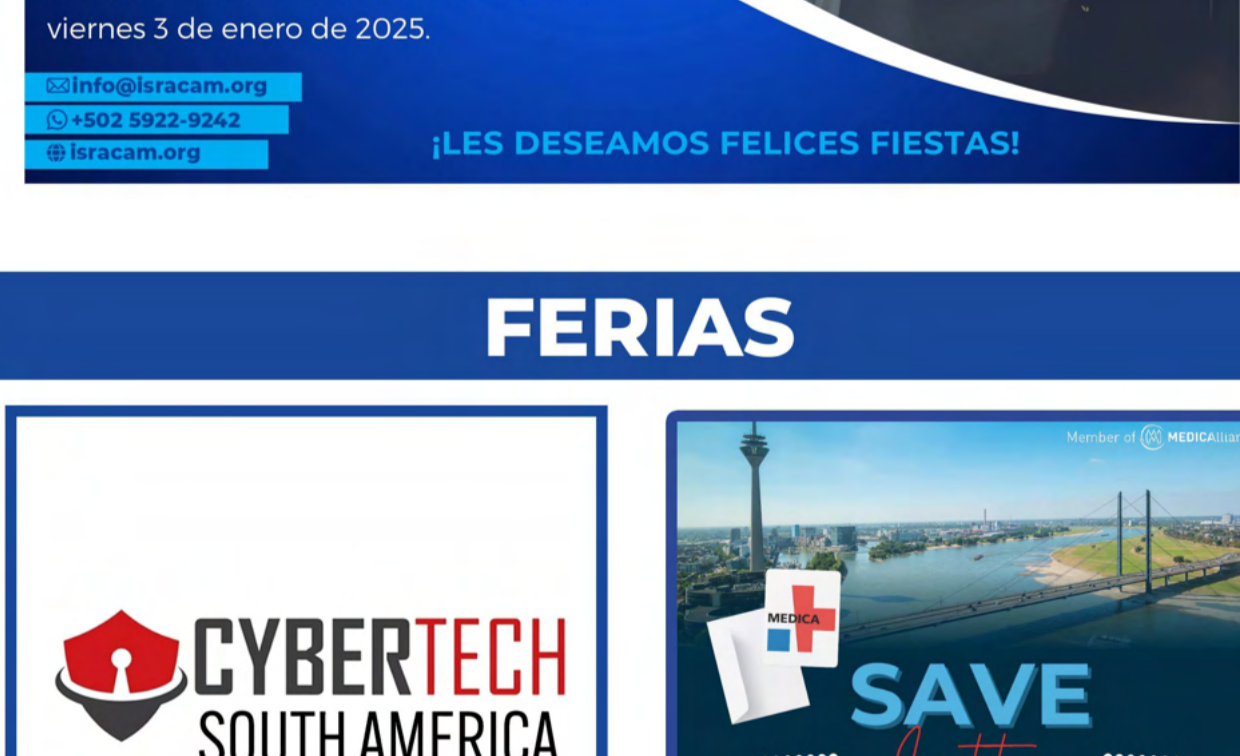 viernes 3 de enero de 2025.
info@isracam.org
+502 5922-9242
isracam.org
¡LES DESEAMOS FELICES FIESTAS!
FERIAS
CYBERTECH
SOUTH AMERICA
Member of MEDICAllian
MEDICA
SAVE